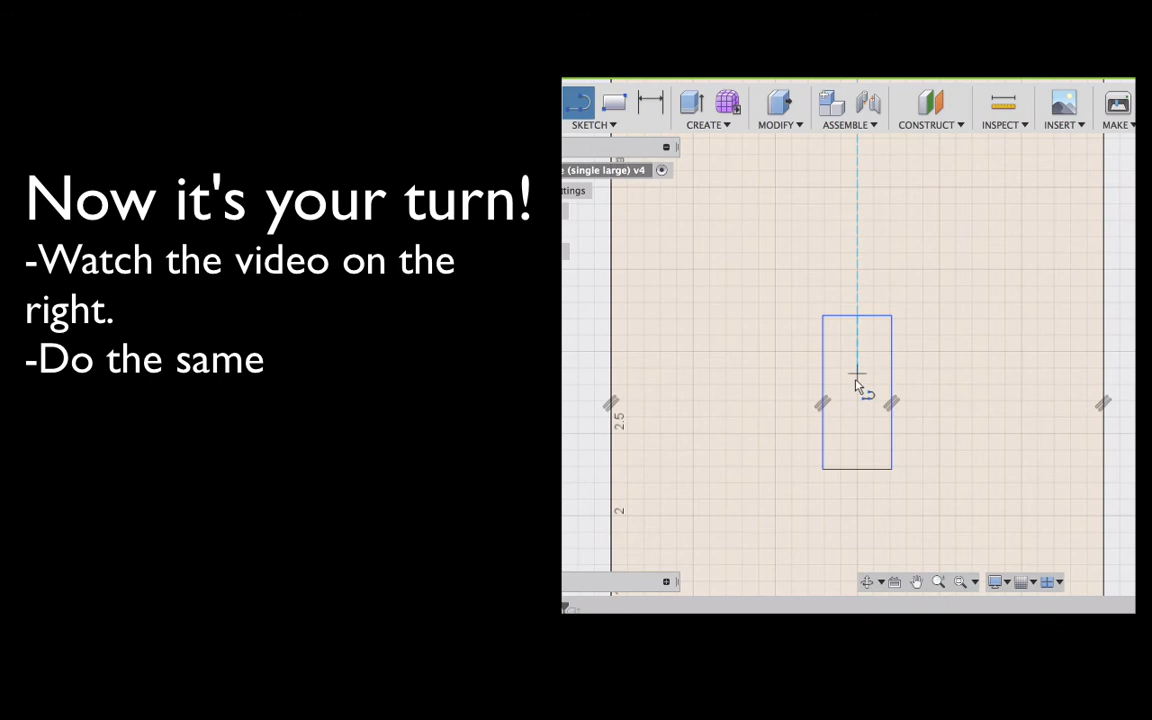 Now it's your turn!
-Watch the video on the
right.
-Do the same
SKETCH
CREATE
MODIFY
ASSEMBLE
CONSTRUCT
INSPECT
INSERT
MAKE
(single large) v4
ttings
2.5
2